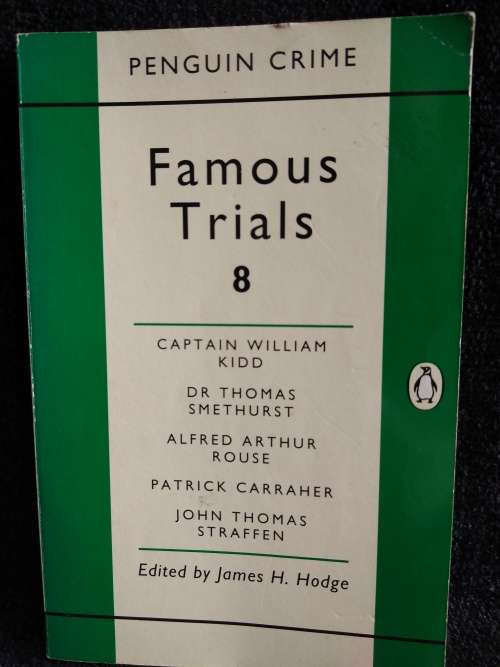 PENGUIN CRIME
Famous
Trials
8
CAPTAIN WILLIAM
KIDD
DR THOMAS
SMETHURST
ALFRED ARTHUR
ROUSE
PATRICK CARRAHER
JOHN THOMAS
STRAFFEN
Edited by James H. Hodge